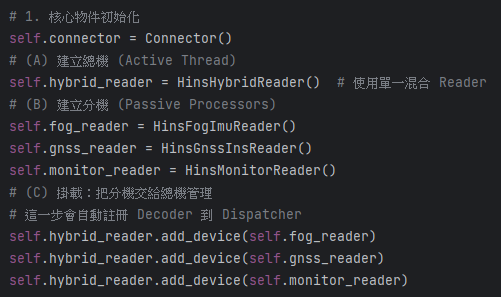 # 1. 核心物件初始化
self.connector = Connector()
# (A) 建立總機 (Active Thread)
self.hybrid_reader = HinsHybridReader()  # 使用單一混合 Reader
# (B) 建立分機 (Passive Processors)
self.fog_reader = HinsFogImuReader()
self.gnss_reader = HinsGnssInsReader()
self.monitor_reader = HinsMonitorReader()
# (C) 掛載：把分機交給總機管理
# 這一步會自動註冊 Decoder 到 Dispatcher
self.hybrid_reader.add_device(self.fog_reader)
self.hybrid_reader.add_device(self.gnss_reader)
self.hybrid_reader.add_device(self.monitor_reader)